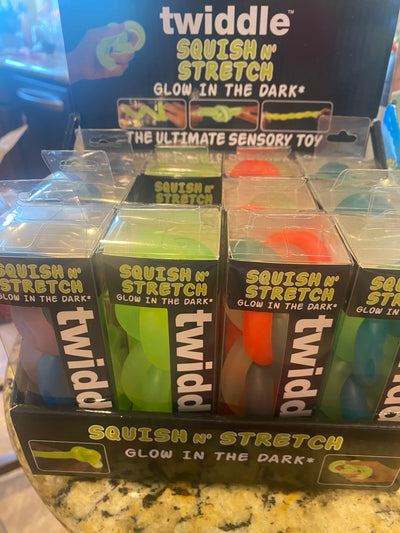 twiddle™
SQUISH N'
STRETCH
GLOW IN THE DARK*
THE ULTIMATE SENSORY TOY
SQUISH N'
STRETCH
SQUISH N'
STRETCH
GLOW IN THE DARK*
twidd
SQUISH N'
STRETCH
GLOW IN THE DARK*
twidd
SQUISH N'
STRETCH
GLOW IN THE DARK*
twidd
SQUISH N' STRETCH
GLOW IN THE DARK*